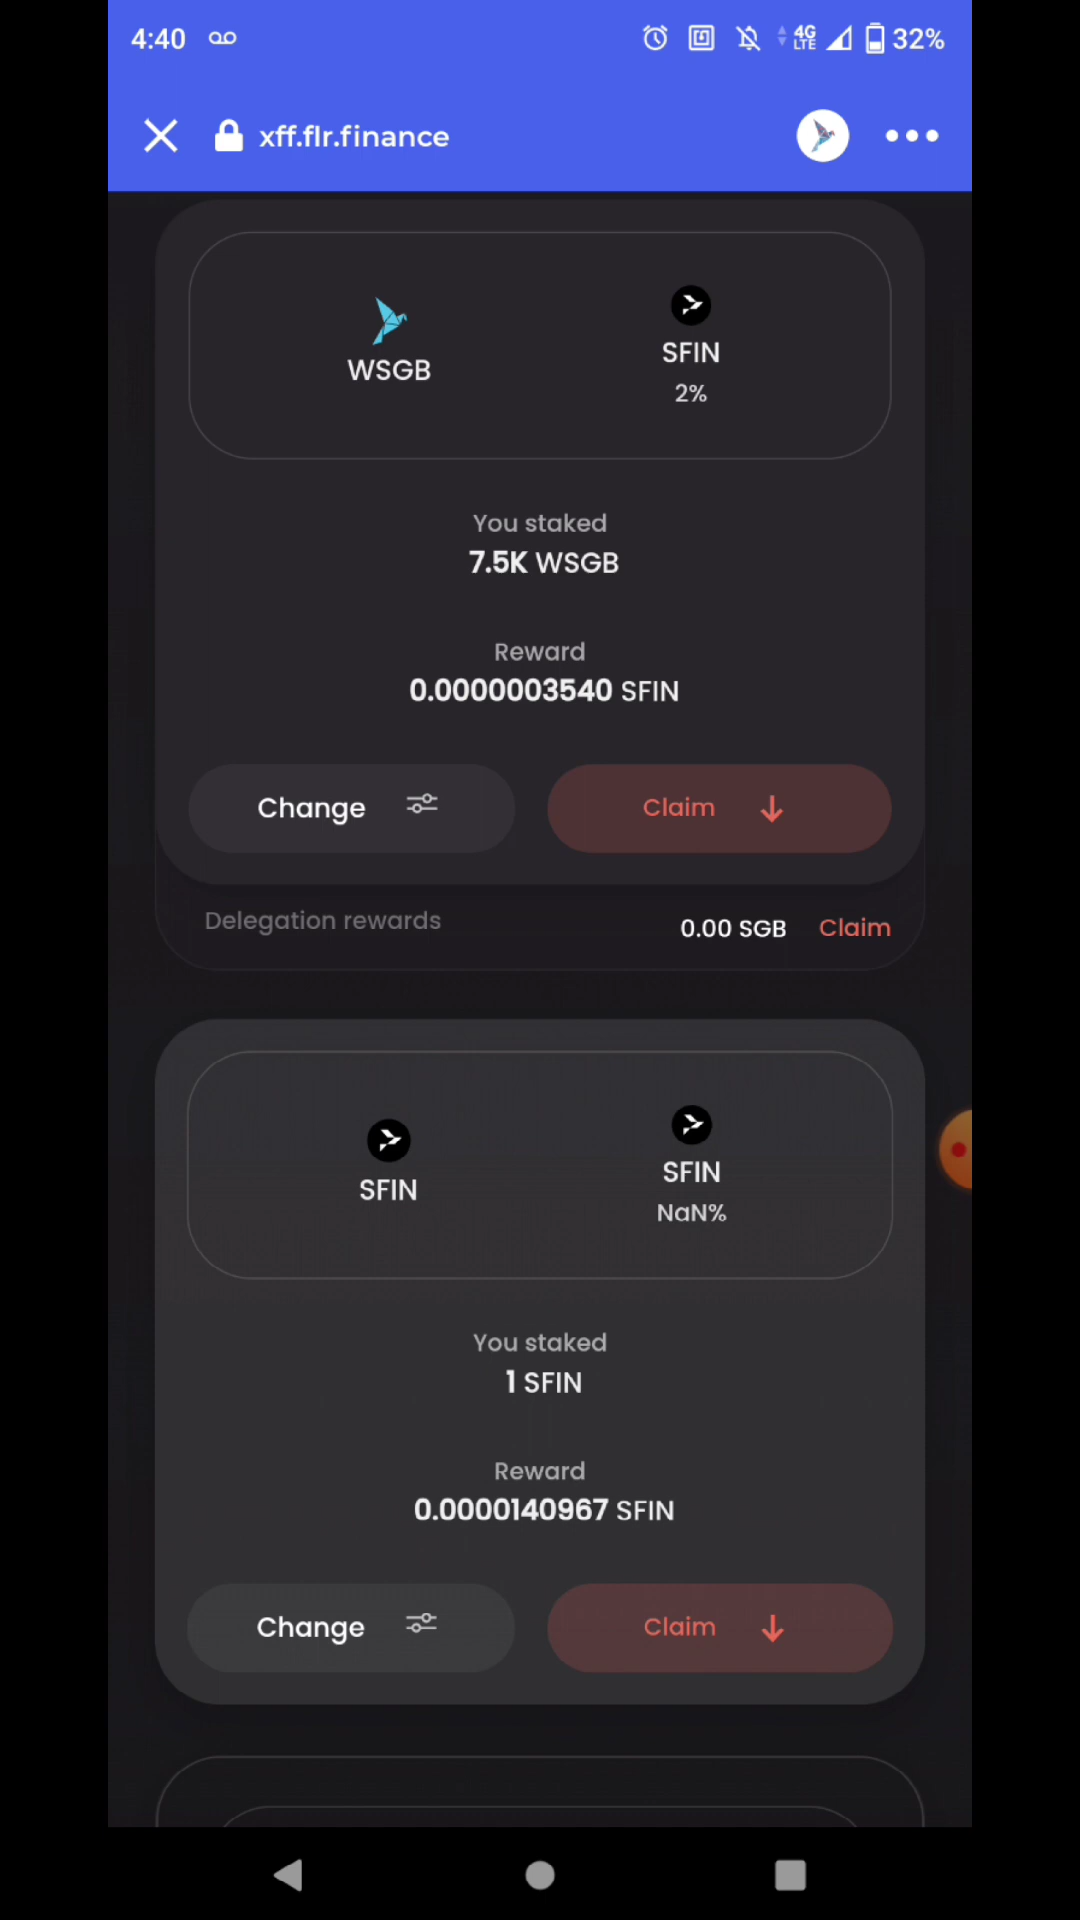 4:40
4G
LTE
32%
xff.flr.finance
WSGB
SFIN
2%
You staked
7.5K WSGB
Reward
0.0000003540 SFIN
Change
Claim
Delegation rewards
0.00 SGB
Claim
SFIN
SFIN
NaN%
You staked
1 SFIN
Reward
0.0000140967 SFIN
Change
Claim